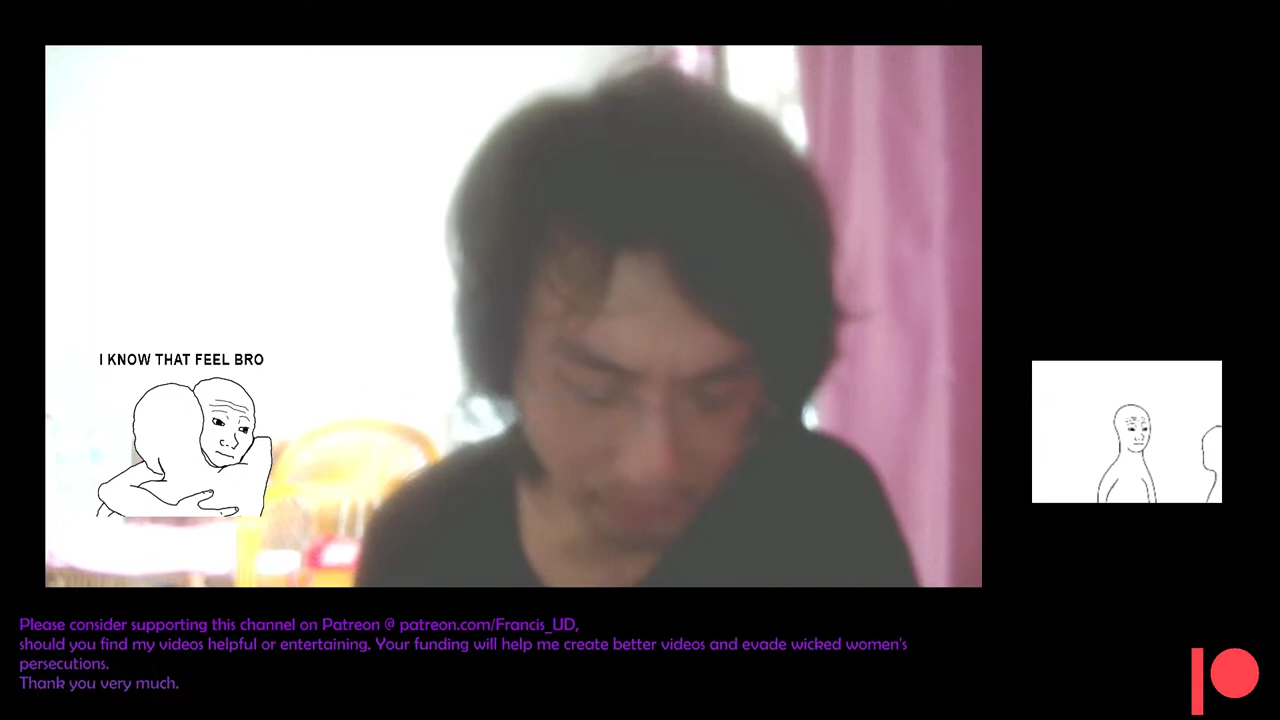 I KNOW THAT FEEL BRO
Please consider supporting this channel on Patreon @ patreon.com/Francis_UD,
should you find my videos helpful or entertaining. Your funding will help me create better videos and evade wicked women's
persecutions.
Thank you very much.